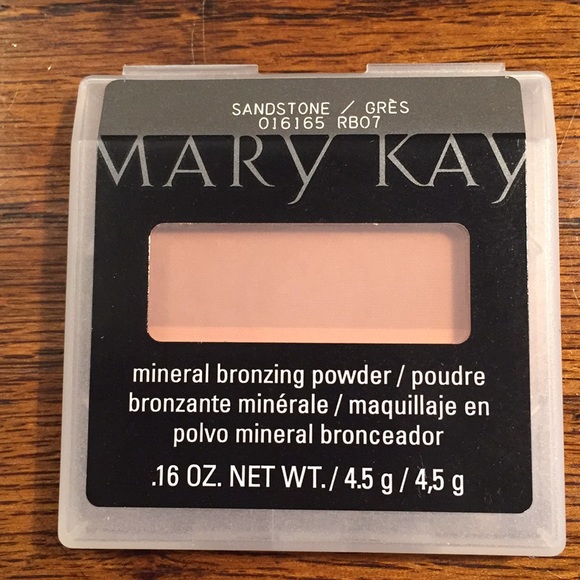 SANDSTONE / GRÈS
016165 RB07
MARY KAY
mineral bronzing powder / poudre
bronzante minérale / maquillaje en
polvo mineral bronceador
.16 OZ. NET WT. / 4.5 g / 4,5 g